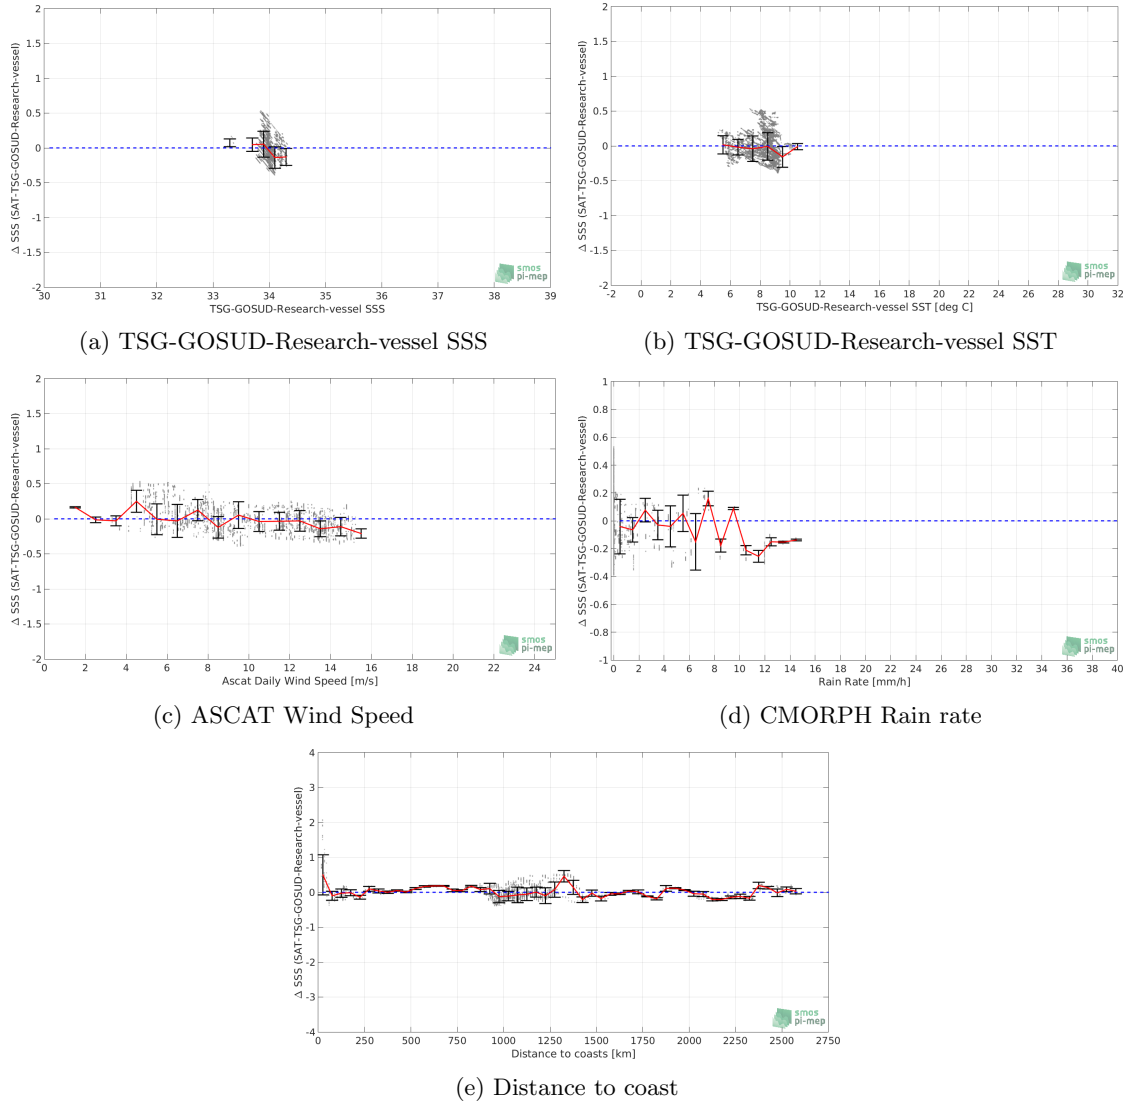 Δ SSS (SAT-TSG-GOSUD-Research-vessel)
2
1.5
1
0.5
0
-0.5
-1
-1.5
-2
30 31 32 33 34 35 36 37 38 39
TSG-GOSUD-Research-vessel SSS
smos
pi-mep
(a) TSG-GOSUD-Research-vessel SSS
Δ SSS (SAT-TSG-GOSUD-Research-vessel)
2
1.5
1
0.5
0
-0.5
-1
-1.5
-2
-2 0 2 4 6 8 10 12 14 16 18 20 22 24 26 28 30 32
TSG-GOSUD-Research-vessel SST [deg C]
smos
pi-mep
(b) TSG-GOSUD-Research-vessel SST
Δ SSS (SAT-TSG-GOSUD-Research-vessel)
2
1.5
1
0.5
0
-0.5
-1
-1.5
-2
0 2 4 6 8 10 12 14 16 18 20 22 24
Ascat Daily Wind Speed [m/s]
smos
pi-mep
(c) ASCAT Wind Speed
Δ SSS (SAT-TSG-GOSUD-Research-vessel)
1
0.8
0.6
0.4
0.2
0
-0.2
-0.4
-0.6
-0.8
-1
0 2 4 6 8 10 12 14 16 18 20 22 24 26 28 30 32 34 36 38 40
Rain Rate [mm/h]
smos
pi-mep
(d) CMORPH Rain rate
Δ SSS (SAT-TSG-GOSUD-Research-vessel)
4
3
2
1
0
-1
-2
-3
-4
0 250 500 750 1000 1250 1500 1750 2000 2250 2500 2750
Distance to coasts [km]
smos
pi-mep
(e) Distance to coast